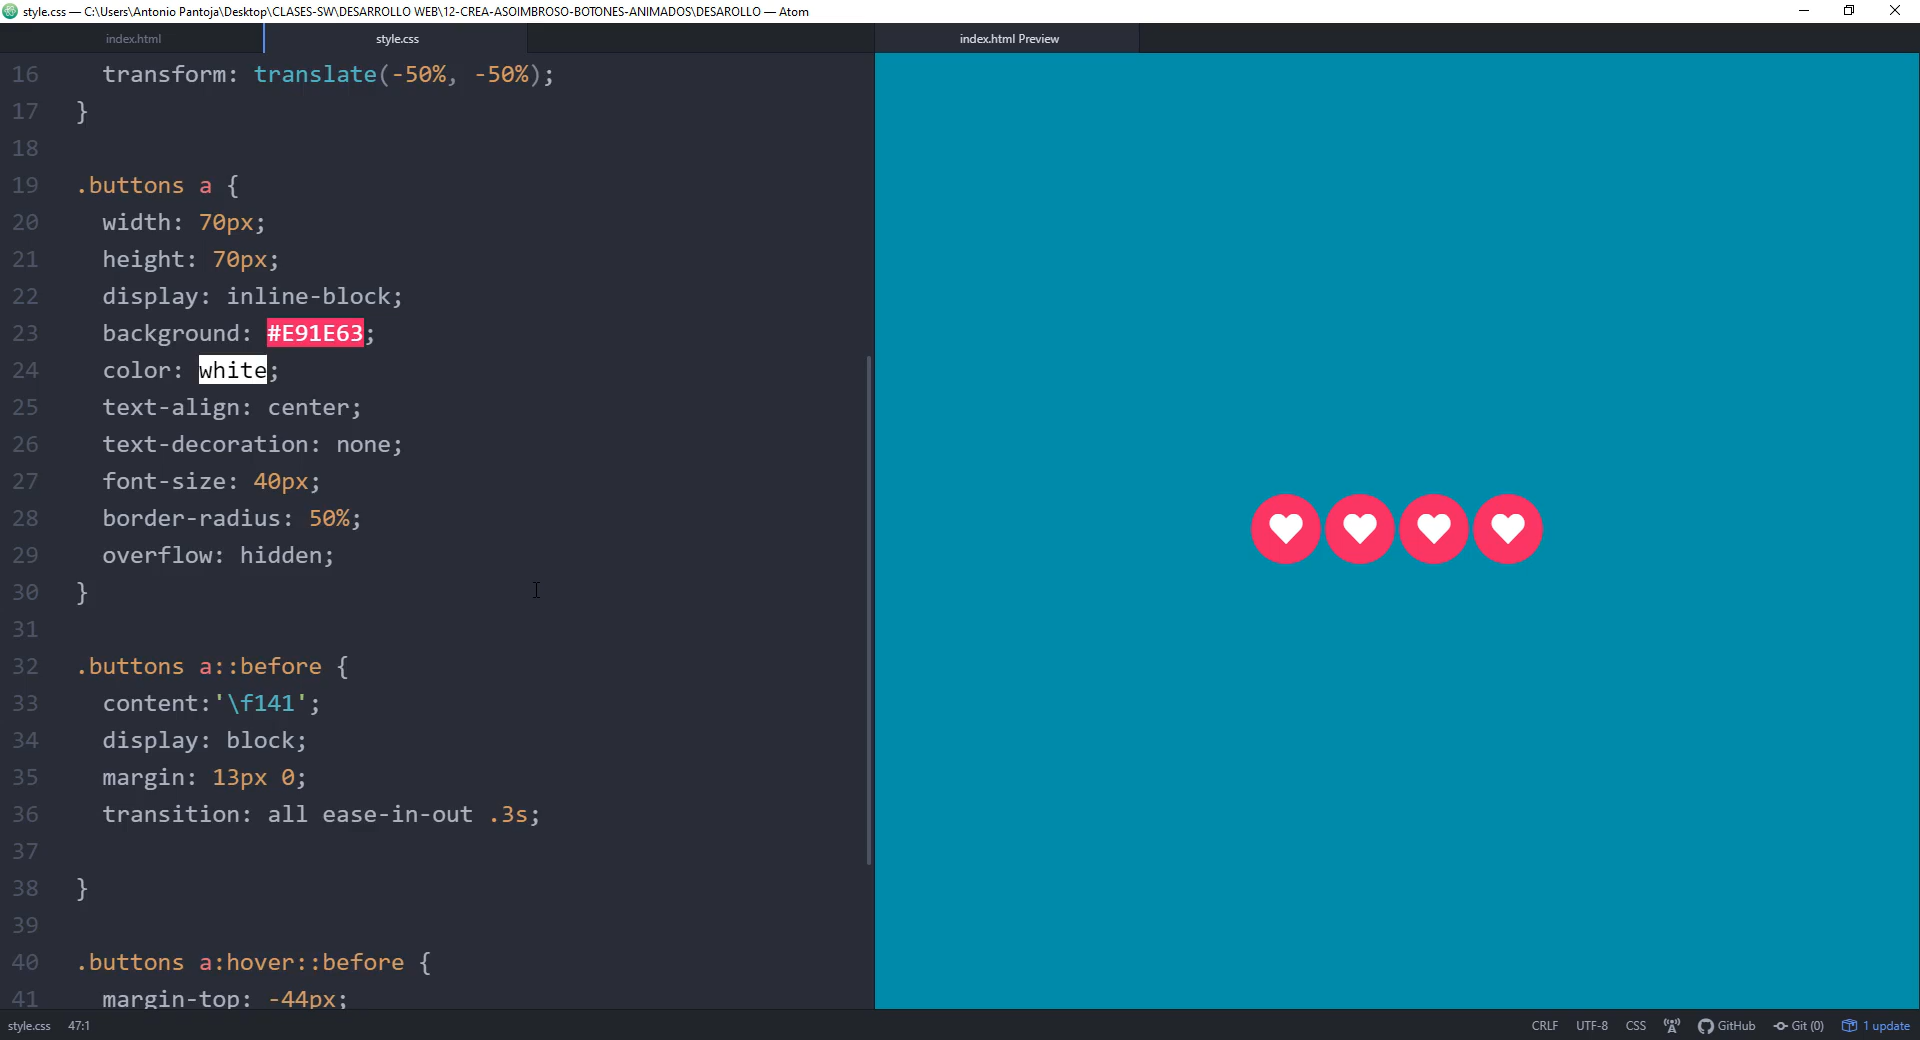 style.css — C:\Users\Antonio Pantoja\Desktop\CLASES-SW\DESARROLLO WEB\12-CREA-ASOIMBROSO-BOTONES-ANIMADOS\DESAROLLO — Atom
index.html
style.css
index.html Preview
16 transform: translate(-50%, -50%);
17 }
18
19 .buttons a {
20 width: 70px;
21 height: 70px;
22 display: inline-block;
23 background: #E91E63;
24 color: white;
25 text-align: center;
26 text-decoration: none;
27 font-size: 40px;
28 border-radius: 50%;
29 overflow: hidden;
30 }
31
32 .buttons a::before {
33 content:'\f141';
34 display: block;
35 margin: 13px 0;
36 transition: all ease-in-out .3s;
37
38 }
39
40 .buttons a:hover::before {
41 margin-top: -44px;
style.css 47:1
CRLF UTF-8 CSS GitHub Git (0) 1 update